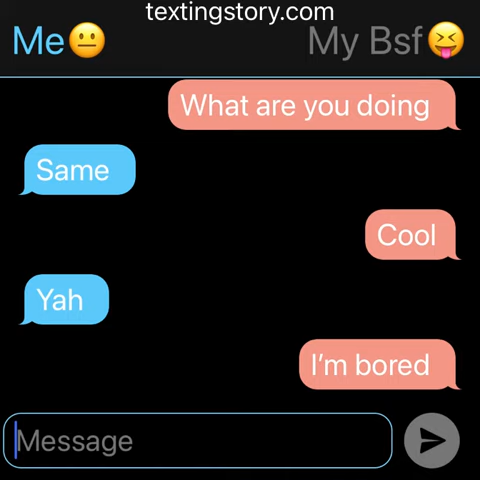 textingstory.com
Me😐 My Bsf😝
What are you doing
Same
Cool
Yah
I’m bored
Message